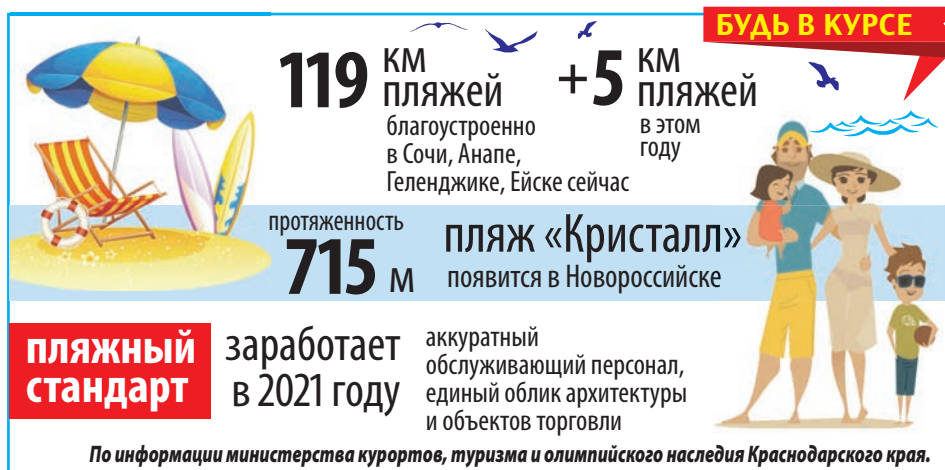 БУДЬ В КУРСЕ
119 км пляжей
благоустроенно
в Сочи, Анапе,
Геленджике, Ейске сейчас
+5 км пляжей
в этом
году
протяженность
715 м
пляж «Кристалл»
появится в Новороссийске
пляжный
стандарт
заработает
в 2021 году
аккуратный
обслуживающий персонал,
единый облик архитектуры
и объектов торговли
По информации министерства курортов, туризма и олимпийского наследия Краснодарского края.